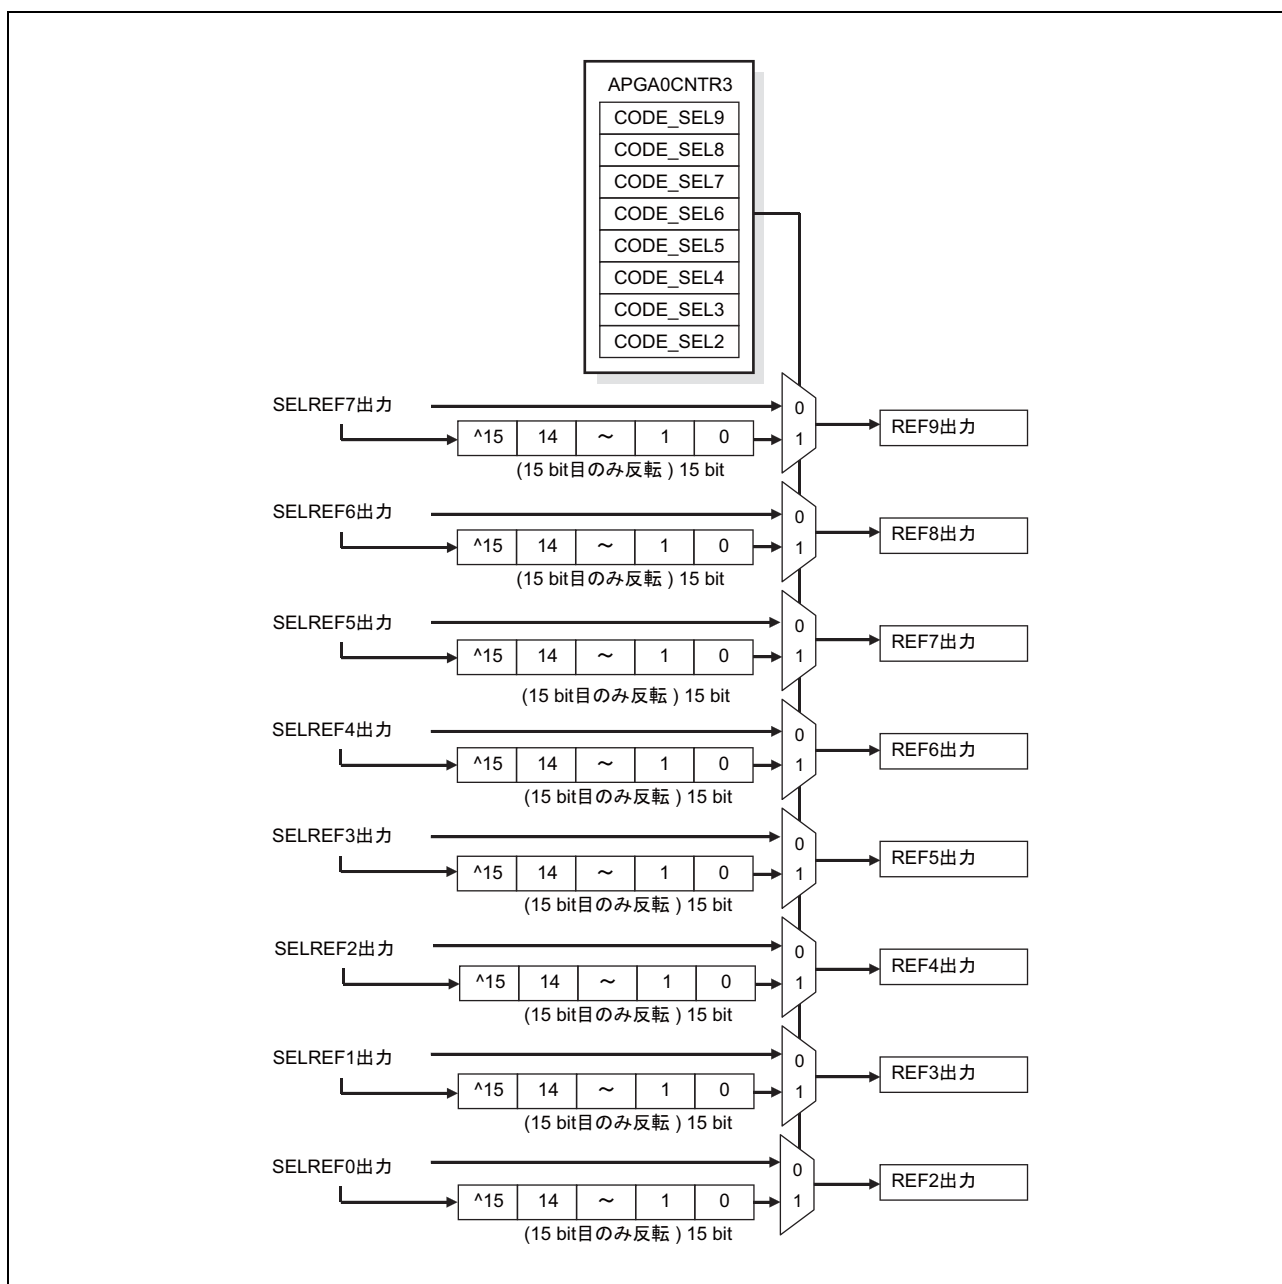 APGA0CNTR3
CODE_SEL9
CODE_SEL8
CODE_SEL7
CODE_SEL6
CODE_SEL5
CODE_SEL4
CODE_SEL3
CODE_SEL2
SELREF7出力 0 REF9出力
^15 14 ～ 1 0 1
(15 bit目のみ反転 ) 15 bit
SELREF6出力 0 REF8出力
^15 14 ～ 1 0 1
(15 bit目のみ反転 ) 15 bit
SELREF5出力 0 REF7出力
^15 14 ～ 1 0 1
(15 bit目のみ反転 ) 15 bit
SELREF4出力 0 REF6出力
^15 14 ～ 1 0 1
(15 bit目のみ反転 ) 15 bit
SELREF3出力 0 REF5出力
^15 14 ～ 1 0 1
(15 bit目のみ反転 ) 15 bit
SELREF2出力 0 REF4出力
^15 14 ～ 1 0 1
(15 bit目のみ反転 ) 15 bit
SELREF1出力 0 REF3出力
^15 14 ～ 1 0 1
(15 bit目のみ反転 ) 15 bit
SELREF0出力 0 REF2出力
^15 14 ～ 1 0 1
(15 bit目のみ反転 ) 15 bit